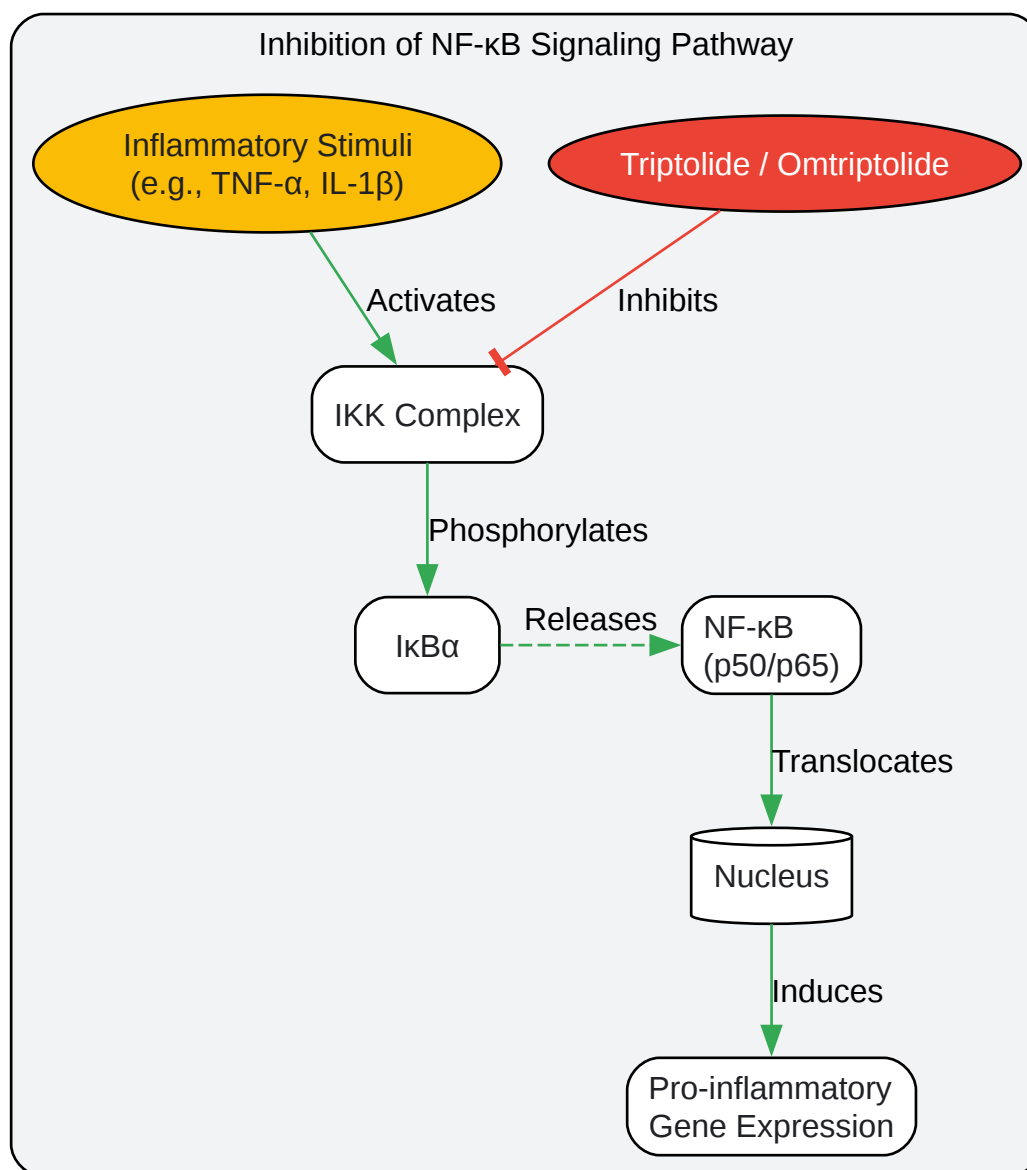 Inhibition of NF-κB Signaling Pathway
Inflammatory Stimuli
(e.g., TNF-α, IL-1β)
Triptolide / Omtriptolide
Activates
Inhibits
IKK Complex
Phosphorylates
IκBα
Releases
NF-κB
(p50/p65)
Translocates
Nucleus
Induces
Pro-inflammatory
Gene Expression